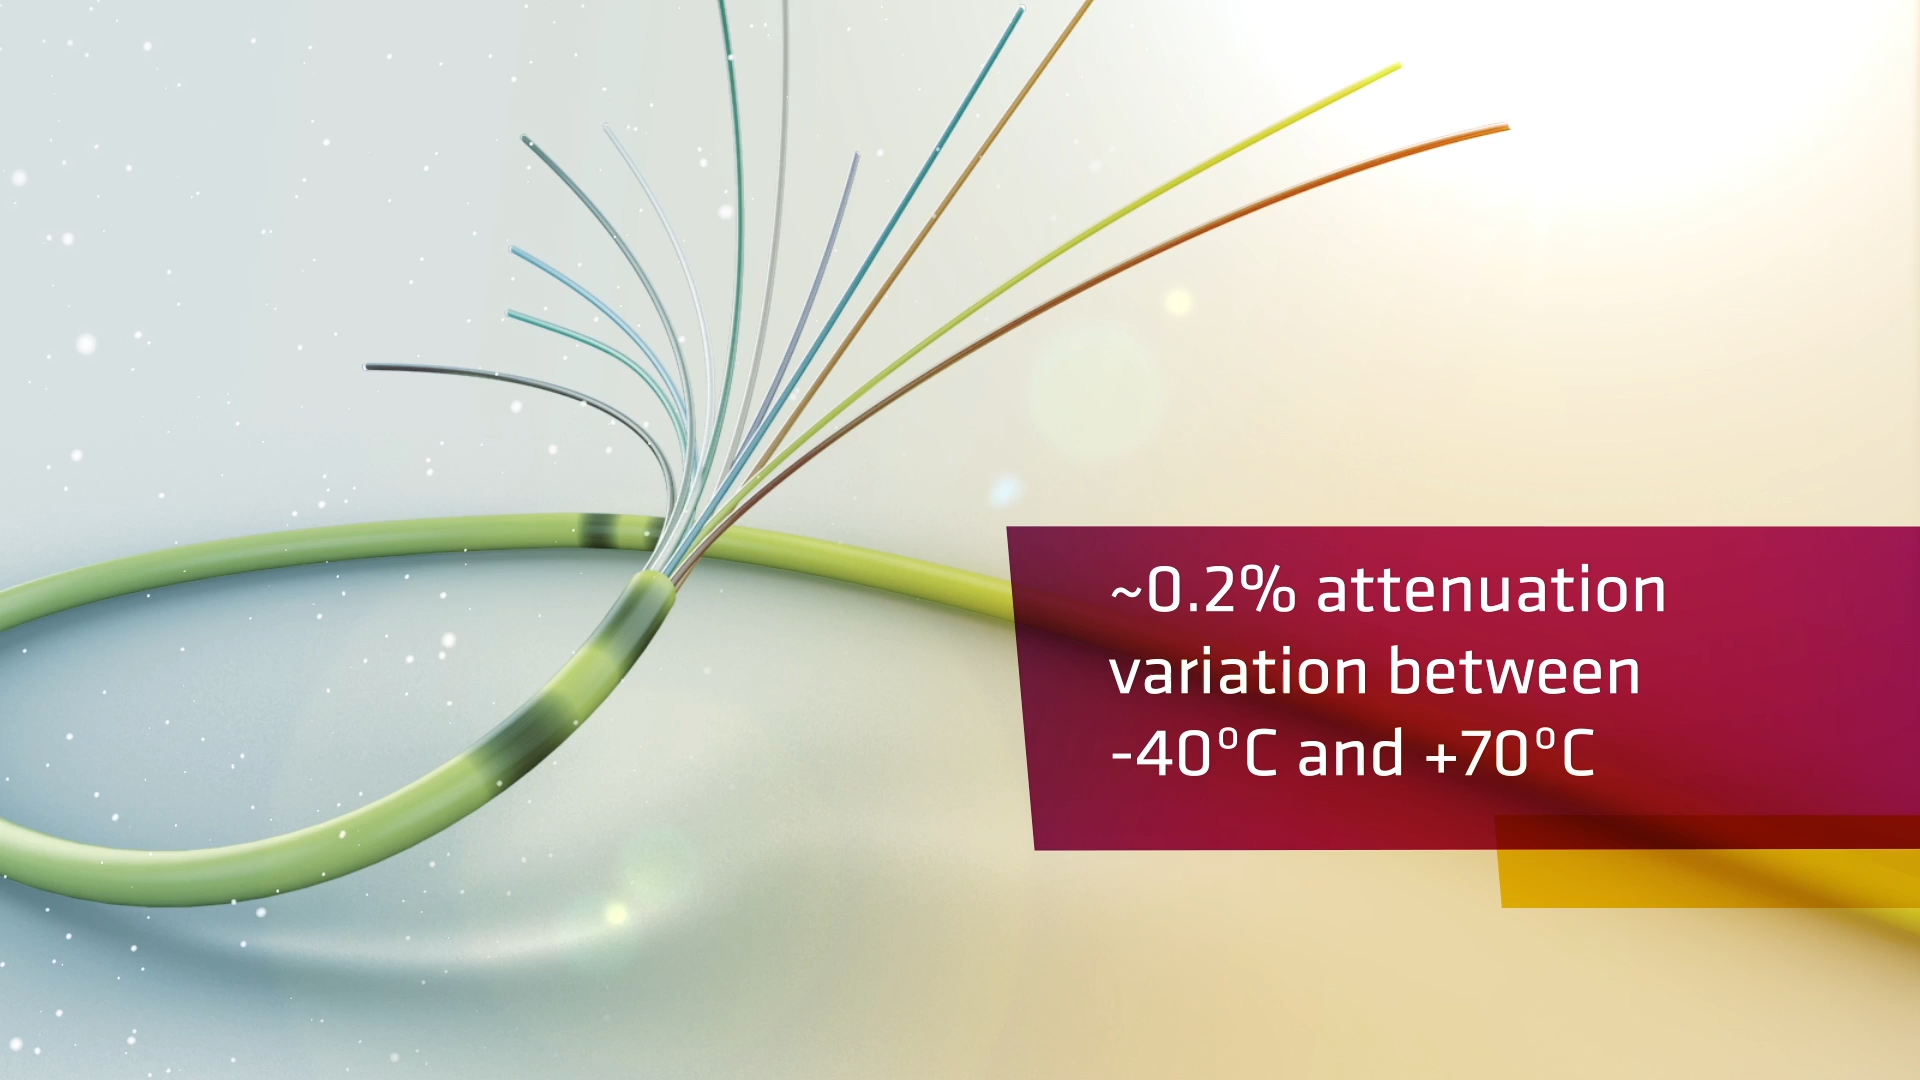 ~0.2% attenuation
variation between
-40°C and +70°C